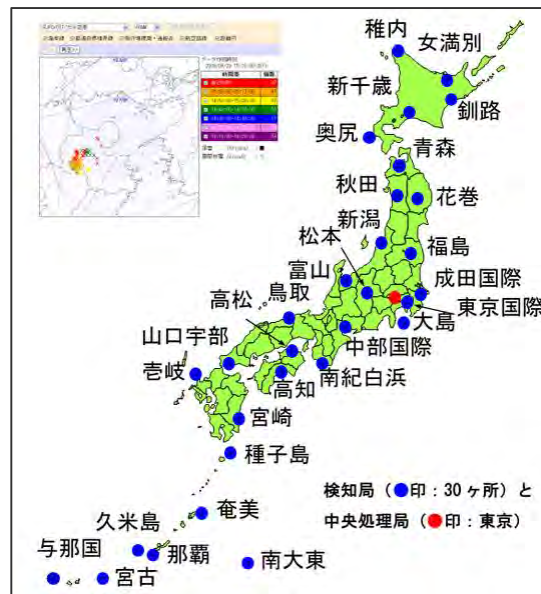 稚内
女満別
新千歳
釧路
奥尻
青森
秋田
花巻
新潟
松本
福島
富山
成田国際
鳥取
高松
東京国際
大島
山口宇部
中部国際
壱岐
南紀白浜
高知
宮崎
種子島
検知局（●印：30ヶ所）と
中央処理局（●印：東京）
奄美
久米島
与那国
那覇
南大東
宮古